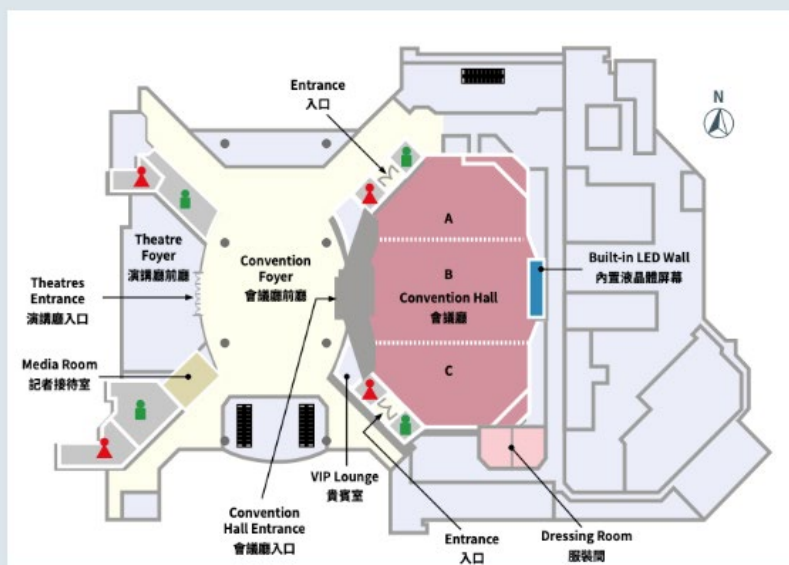 N
Entrance
入口
A
Theatre
Foyer
演講廳前廳
Convention
Foyer
會議廳前廳
B
Convention Hall
會議廳
Built-in LED Wall
內置液晶體屏幕
Theatres
Entrance
演講廳入口
Media Room
記者接待室
C
VIP Lounge
貴賓室
Convention
Hall Entrance
會議廳入口
Entrance
入口
Dressing Room
服裝間